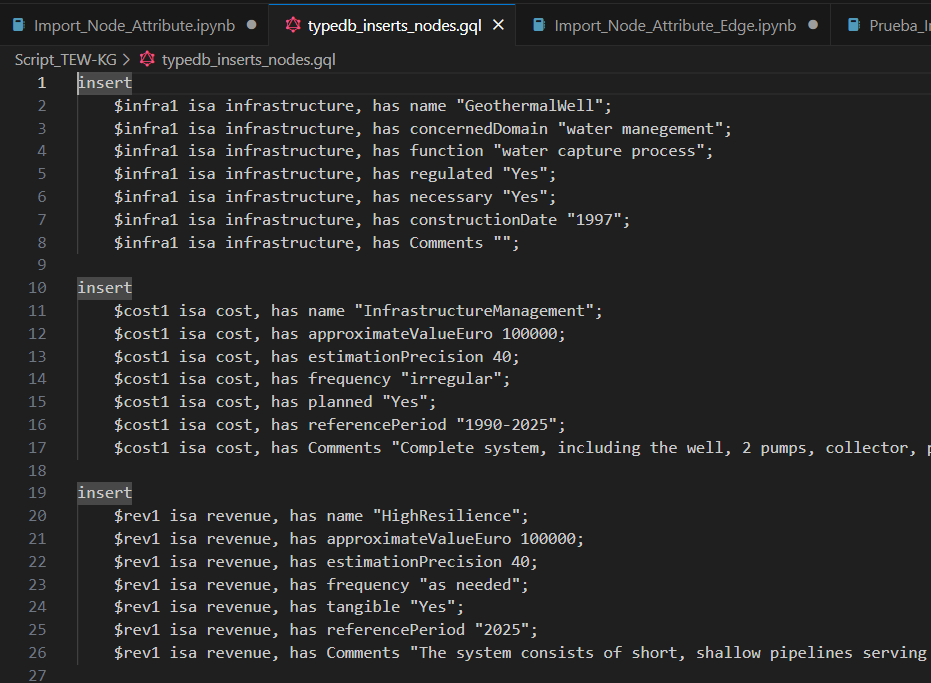 Import_Node_Attribute.ipynb typedb_inserts_nodes.gql Import_Node_Attribute_Edge.ipynb Prueba_I
Script_TEW-KG > typedb_inserts_nodes.gql
1 insert
2 $infra1 isa infrastructure, has name "GeothermalWell";
3 $infra1 isa infrastructure, has concernedDomain "water manegement";
4 $infra1 isa infrastructure, has function "water capture process";
5 $infra1 isa infrastructure, has regulated "Yes";
6 $infra1 isa infrastructure, has necessary "Yes";
7 $infra1 isa infrastructure, has constructionDate "1997";
8 $infra1 isa infrastructure, has Comments "";
9
10 insert
11 $cost1 isa cost, has name "InfrastructureManagement";
12 $cost1 isa cost, has approximateValueEuro 100000;
13 $cost1 isa cost, has estimationPrecision 40;
14 $cost1 isa cost, has frequency "irregular";
15 $cost1 isa cost, has planned "Yes";
16 $cost1 isa cost, has referencePeriod "1990-2025";
17 $cost1 isa cost, has Comments "Complete system, including the well, 2 pumps, collector, p
18
19 insert
20 $rev1 isa revenue, has name "HighResilience";
21 $rev1 isa revenue, has approximateValueEuro 100000;
22 $rev1 isa revenue, has estimationPrecision 40;
23 $rev1 isa revenue, has frequency "as needed";
24 $rev1 isa revenue, has tangible "Yes";
25 $rev1 isa revenue, has referencePeriod "2025";
26 $rev1 isa revenue, has Comments "The system consists of short, shallow pipelines serving
27